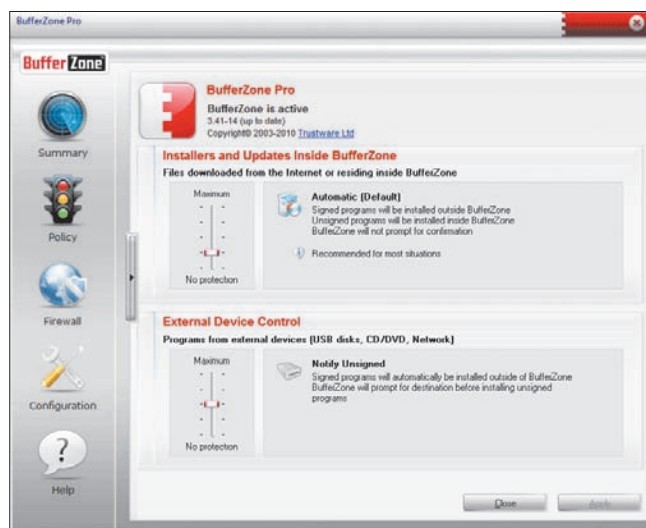 BufferZone Pro
BufferZone
Summary
Policy
Firewall
Configuration
Help
BufferZone Pro
BufferZone is active
3.41-14 (up to date)
Copyright© 2003-2010 Trustware Ltd
Installers and Updates Inside BufferZone
Files downloaded from the Internet or residing inside BufferZone
Maximum
No protection
Automatic (Default)
Signed programs will be installed outside BufferZone
Unsigned programs will be installed inside BufferZone
BufferZone will not prompt for confirmation
Recommended for most situations
External Device Control
Programs from external devices (USB disks, CD/DVD, Network)
Maximum
No protection
Notify Unsigned
Signed programs will automatically be installed outside of BufferZone
BufferZone will prompt for destination before installing unsigned
programs
Close
Apply